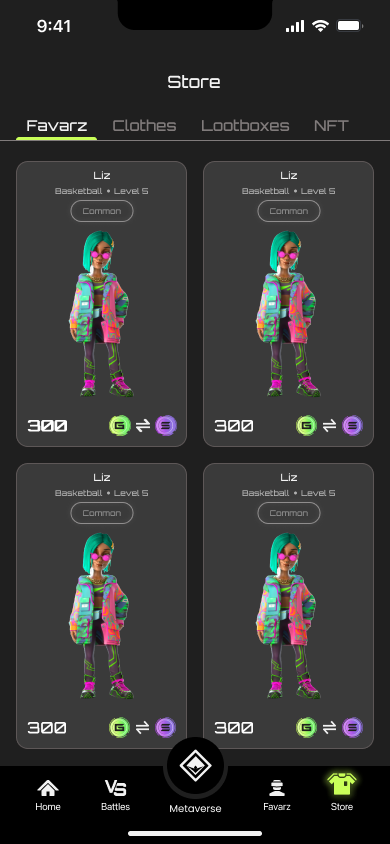 9:41
Store
Favarz Clothes Lootboxes NFT
Liz
Basketball • Level 5
Common
300 G S
Liz
Basketball • Level 5
Common
300 G S
Liz
Basketball • Level 5
Common
300 G S
Liz
Basketball • Level 5
Common
300 G S
Home VS Battles Metaverse Favarz Store